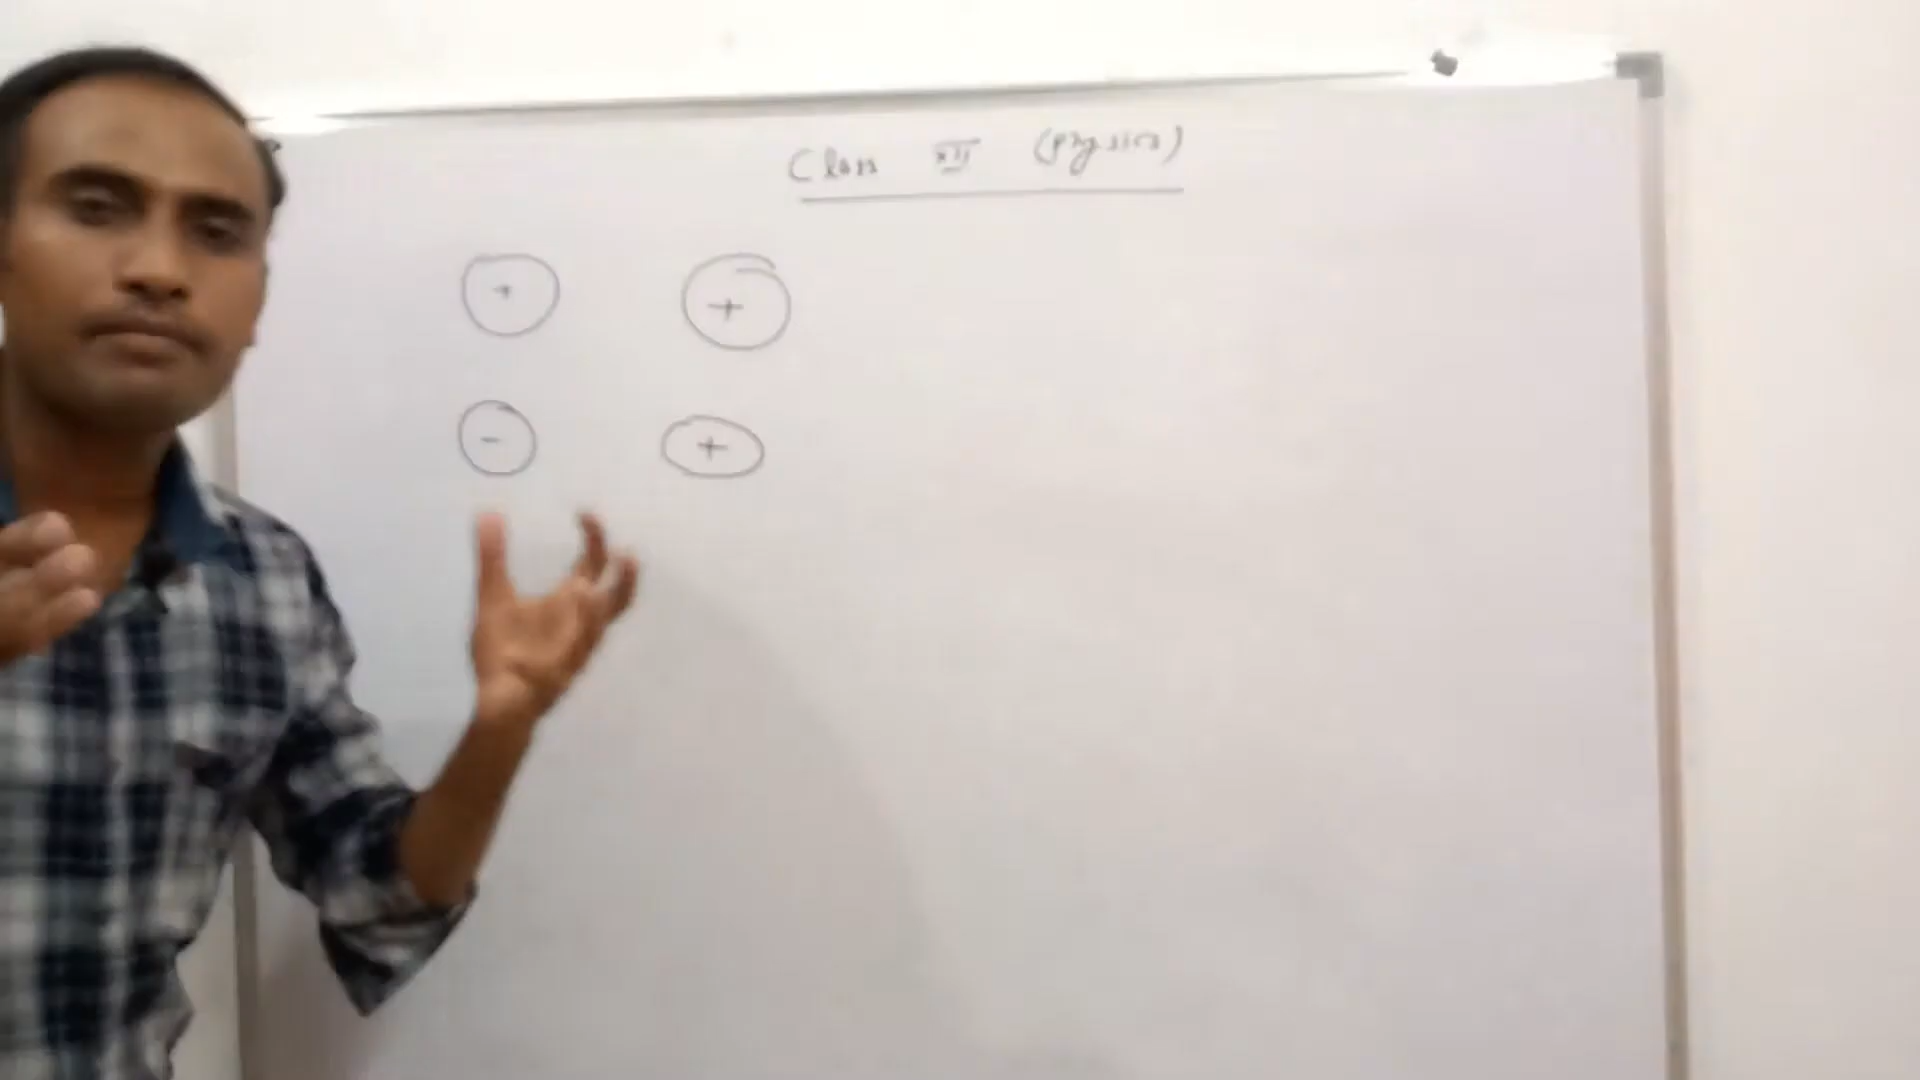 Class XII (Physics)
+ +
- +